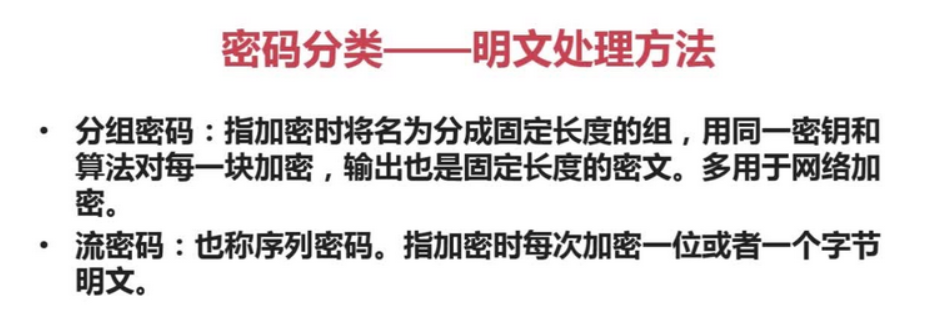 密码分类——明文处理方法
• 分组密码：指加密时将名为分成固定长度的组，用同一密钥和
算法对每一块加密，输出也是固定长度的密文。多用于网络加
密。
• 流密码：也称序列密码。指加密时每次加密一位或者一个字节
明文。